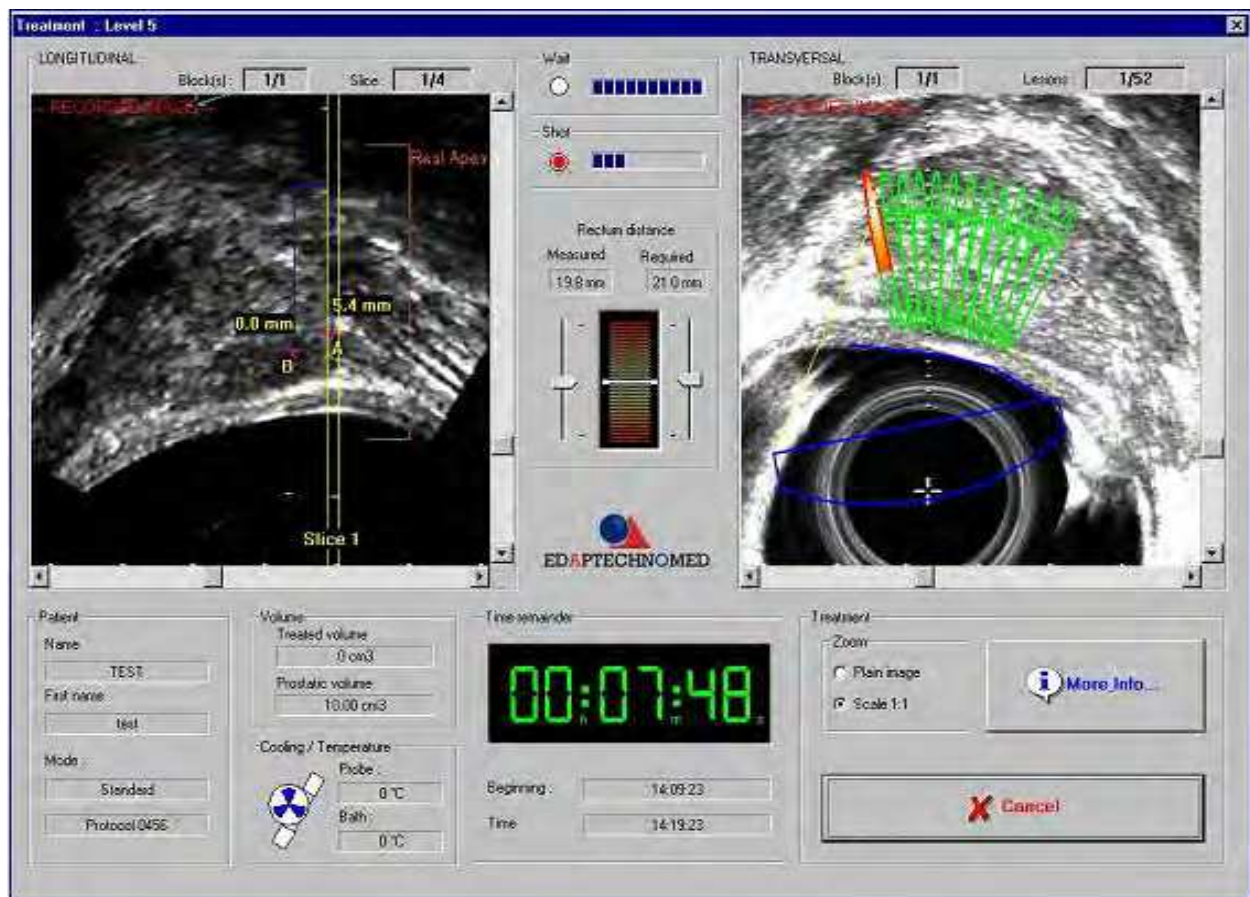 Treatment : Level 5
LONGITUDINAL
Block(s) : 1/1 Slice : 1/4
RECORDED IMAGE
Real Apex
5.4 mm
0.0 mm
A
B
Slice 1
Wait
Shot
Rectum distance
Measured Required
19.8 mm 21.0 mm
EDAPTECHNOMED
TRANSVERSAL
Block(s) : 1/1 Lesions : 1/52
RECORDED IMAGE
Patient
Name
TEST
First name
test
Mode :
Standard
Protocol 0456
Volume
Treated volume
0 cm3
Prostatic volume
10.00 cm3
Cooling / Temperature
Probe :
0 °C
Bath :
0 °C
Time remainder
00:07:48
h m s
Beginning : 14:09:23
Time 14:19:23
Treatment
Zoom
Plain image
Scale 1:1
More Info...
Cancel